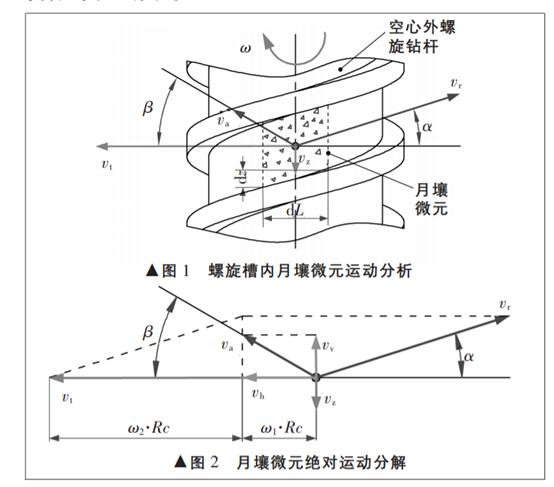 ω
空心外螺
旋钻杆
β
v_a
v_r
α
v_t
v_z
dz
dL
月壤
微元
▲图 1 螺旋槽内月壤微元运动分析
β
v_a
v_v
v_r
α
v_t
v_h
v_z
ω₂·Rc
ω₁·Rc
▲图 2 月壤微元绝对运动分解